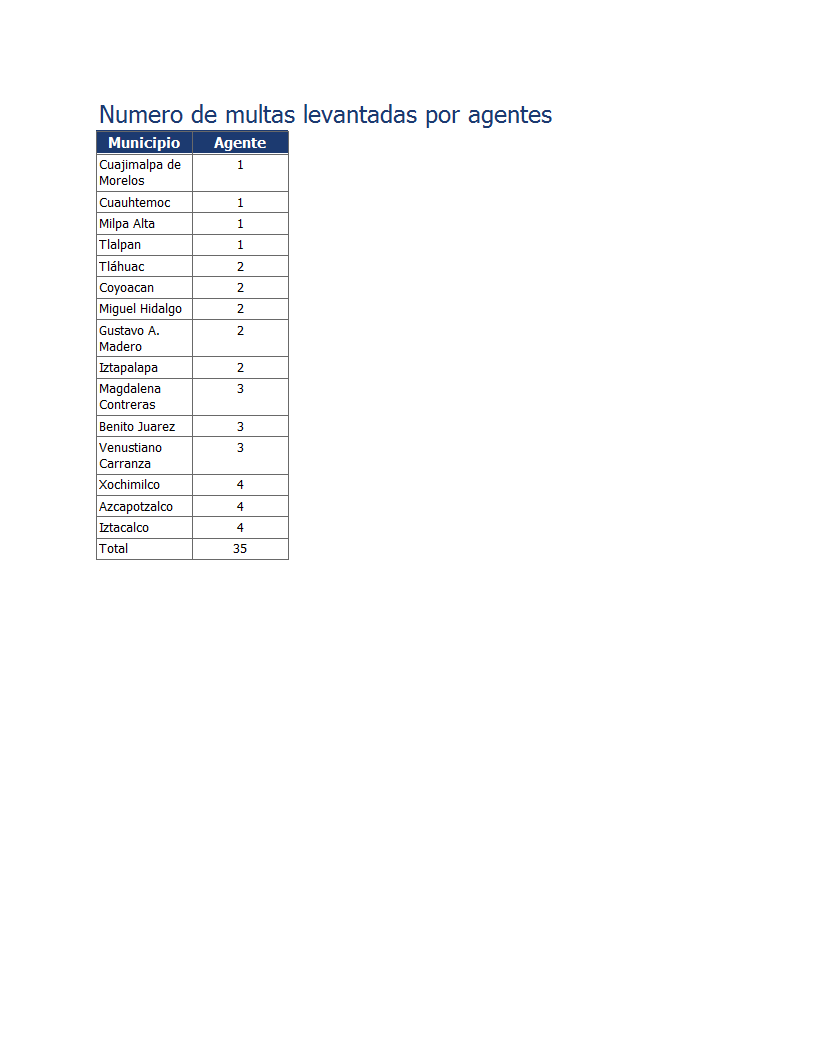 Numero de multas levantadas por agentes
Municipio Agente
Cuajimalpa de 1
Morelos
Cuauhtemoc 1
Milpa Alta 1
Tlalpan 1
Tláhuac 2
Coyoacan 2
Miguel Hidalgo 2
Gustavo A. 2
Madero
Iztapalapa 2
Magdalena 3
Contreras
Benito Juarez 3
Venustiano 3
Carranza
Xochimilco 4
Azcapotzalco 4
Iztacalco 4
Total 35